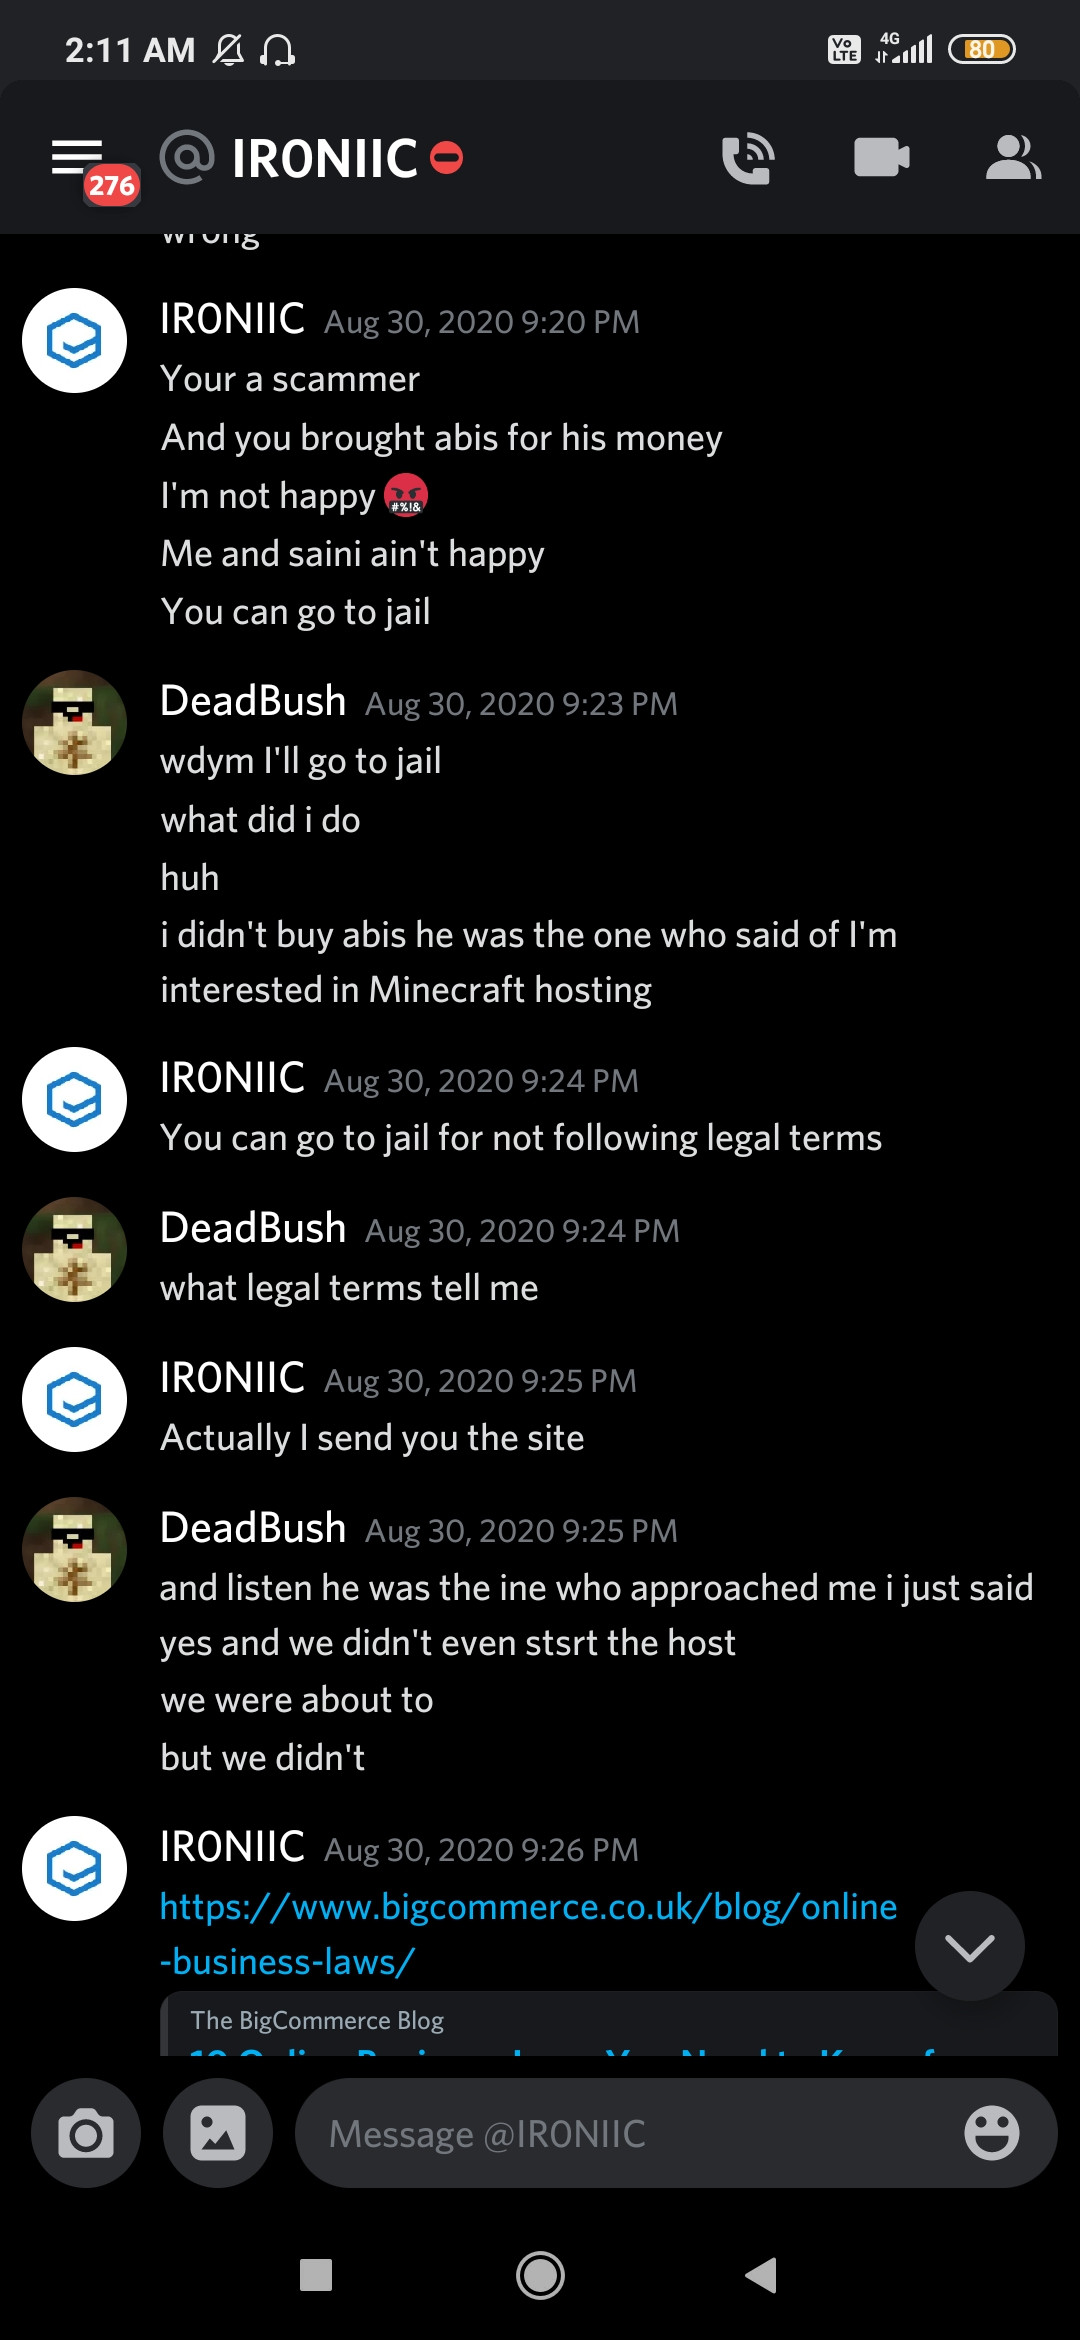 2:11 AM
Vo LTE 4G 80
276
@ IR0NIIC
wrong
IR0NIIC Aug 30, 2020 9:20 PM
Your a scammer
And you brought abis for his money
I'm not happy 🤬
Me and saini ain't happy
You can go to jail
DeadBush Aug 30, 2020 9:23 PM
wdym I'll go to jail
what did i do
huh
i didn't buy abis he was the one who said of I'm
interested in Minecraft hosting
IR0NIIC Aug 30, 2020 9:24 PM
You can go to jail for not following legal terms
DeadBush Aug 30, 2020 9:24 PM
what legal terms tell me
IR0NIIC Aug 30, 2020 9:25 PM
Actually I send you the site
DeadBush Aug 30, 2020 9:25 PM
and listen he was the ine who approached me i just said
yes and we didn't even stsrt the host
we were about to
but we didn't
IR0NIIC Aug 30, 2020 9:26 PM
https://www.bigcommerce.co.uk/blog/online
-business-laws/
The BigCommerce Blog
Message @IR0NIIC